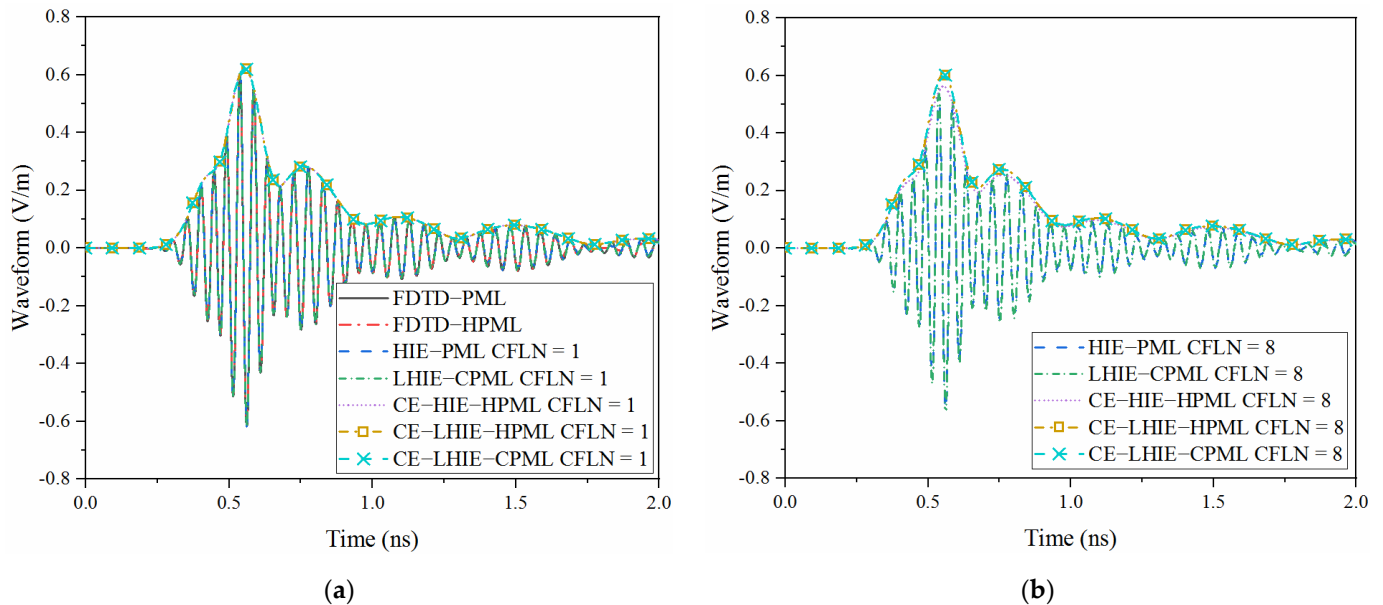 0.8
0.6
0.4
0.2
0.0
-0.2
-0.4
-0.6
-0.8
Waveform (V/m)
FDTD−PML
FDTD−HPML
HIE−PML CFLN = 1
LHIE−CPML CFLN = 1
CE−HIE−HPML CFLN = 1
CE−LHIE−HPML CFLN = 1
CE−LHIE−CPML CFLN = 1
0.0 0.5 1.0 1.5 2.0
Time (ns)
(a)
0.8
0.6
0.4
0.2
0.0
-0.2
-0.4
-0.6
-0.8
Waveform (V/m)
HIE−PML CFLN = 8
LHIE−CPML CFLN = 8
CE−HIE−HPML CFLN = 8
CE−LHIE−HPML CFLN = 8
CE−LHIE−CPML CFLN = 8
0.0 0.5 1.0 1.5 2.0
Time (ns)
(b)